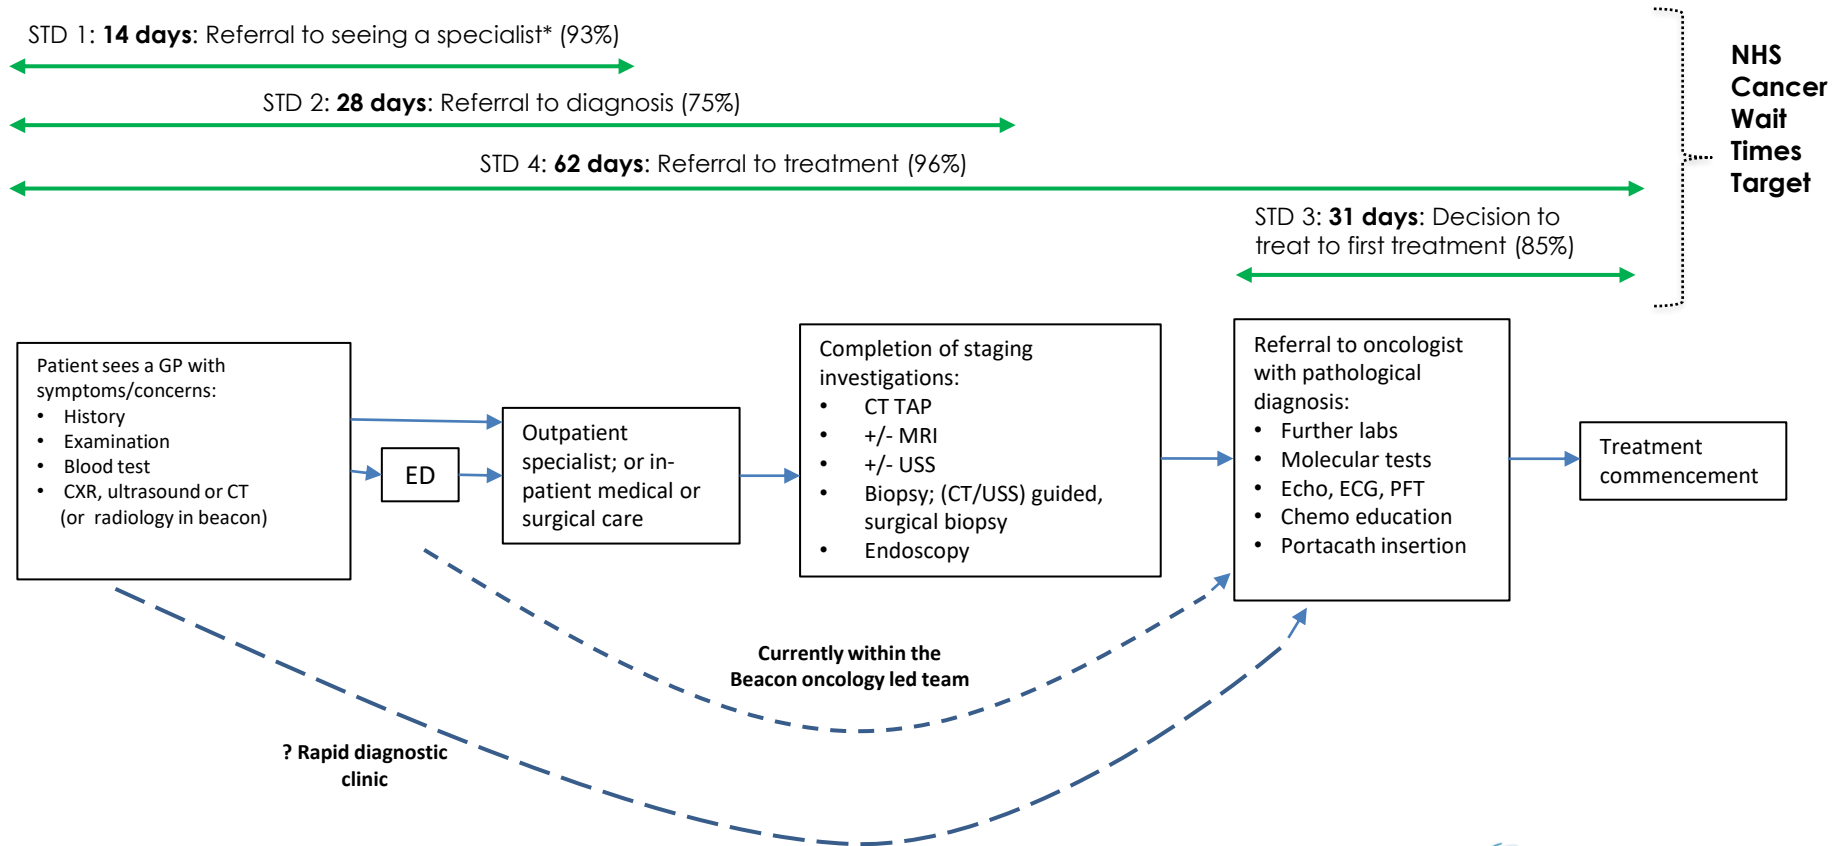 STD 1: 14 days: Referral to seeing a specialist* (93%)
STD 2: 28 days: Referral to diagnosis (75%)
STD 4: 62 days: Referral to treatment (96%)
STD 3: 31 days: Decision to
treat to first treatment (85%)
NHS
Cancer
Wait
Times
Target
Patient sees a GP with
symptoms/concerns:
• History
• Examination
• Blood test
• CXR, ultrasound or CT
(or radiology in beacon)
ED
Outpatient
specialist; or in-
patient medical or
surgical care
Completion of staging
investigations:
• CT TAP
• +/- MRI
• +/- USS
• Biopsy; (CT/USS) guided,
surgical biopsy
• Endoscopy
Referral to oncologist
with pathological
diagnosis:
• Further labs
• Molecular tests
• Echo, ECG, PFT
• Chemo education
• Portacath insertion
Treatment
commencement
Currently within the
Beacon oncology led team
? Rapid diagnostic
clinic